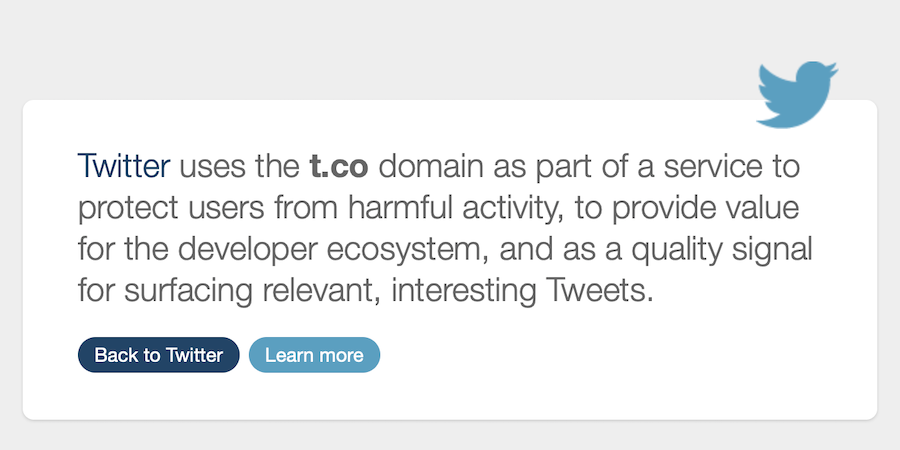 Twitter uses the t.co domain as part of a service to
protect users from harmful activity, to provide value
for the developer ecosystem, and as a quality signal
for surfacing relevant, interesting Tweets.
Back to Twitter
Learn more